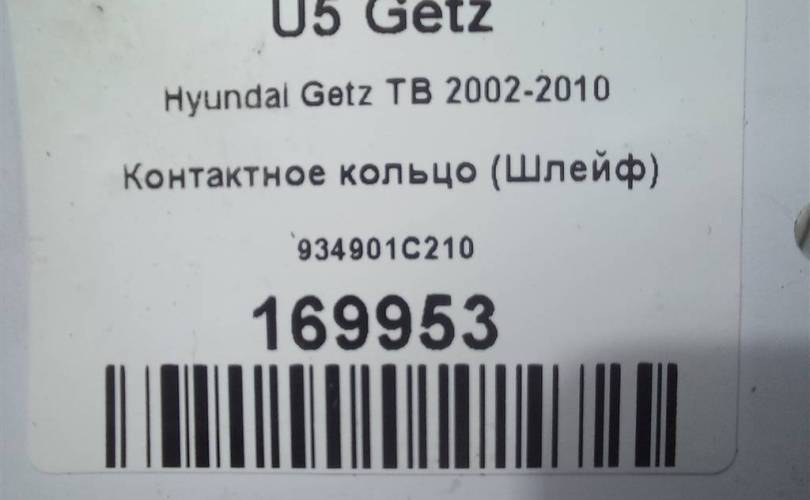 U5 Getz
Hyundai Getz TB 2002-2010
Контактное кольцо (Шлейф)
934901C210
169953